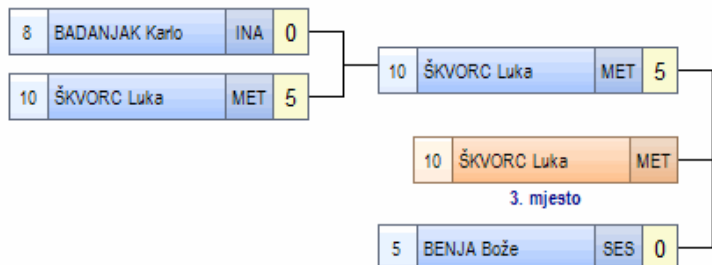 8 BADANJAK Karlo INA 0
10 ŠKVORC Luka MET 5
10 ŠKVORC Luka MET 5
10 ŠKVORC Luka MET
3. mjesto
5 BENJA Bože SES 0